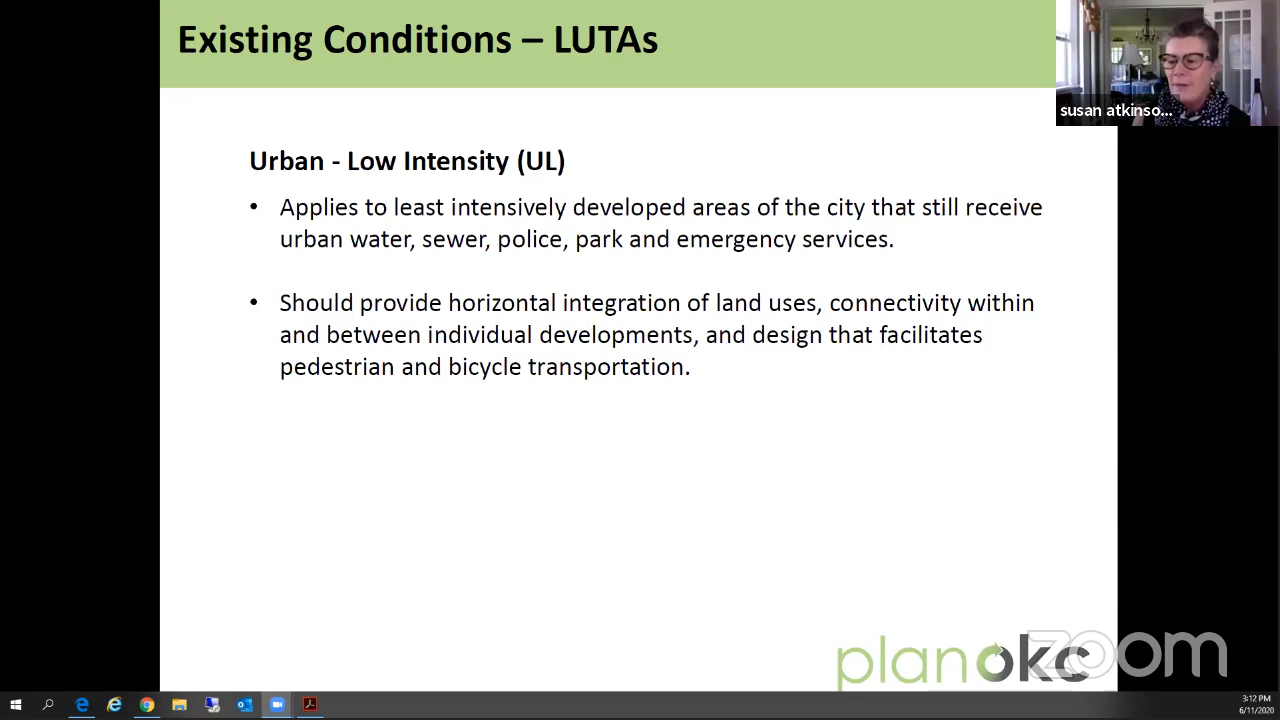 Existing Conditions – LUTAs
susan atkinso...
Urban - Low Intensity (UL)
• Applies to least intensively developed areas of the city that still receive
urban water, sewer, police, park and emergency services.
• Should provide horizontal integration of land uses, connectivity within
and between individual developments, and design that facilitates
pedestrian and bicycle transportation.
planokc
zoom
3:12 PM
6/11/2020